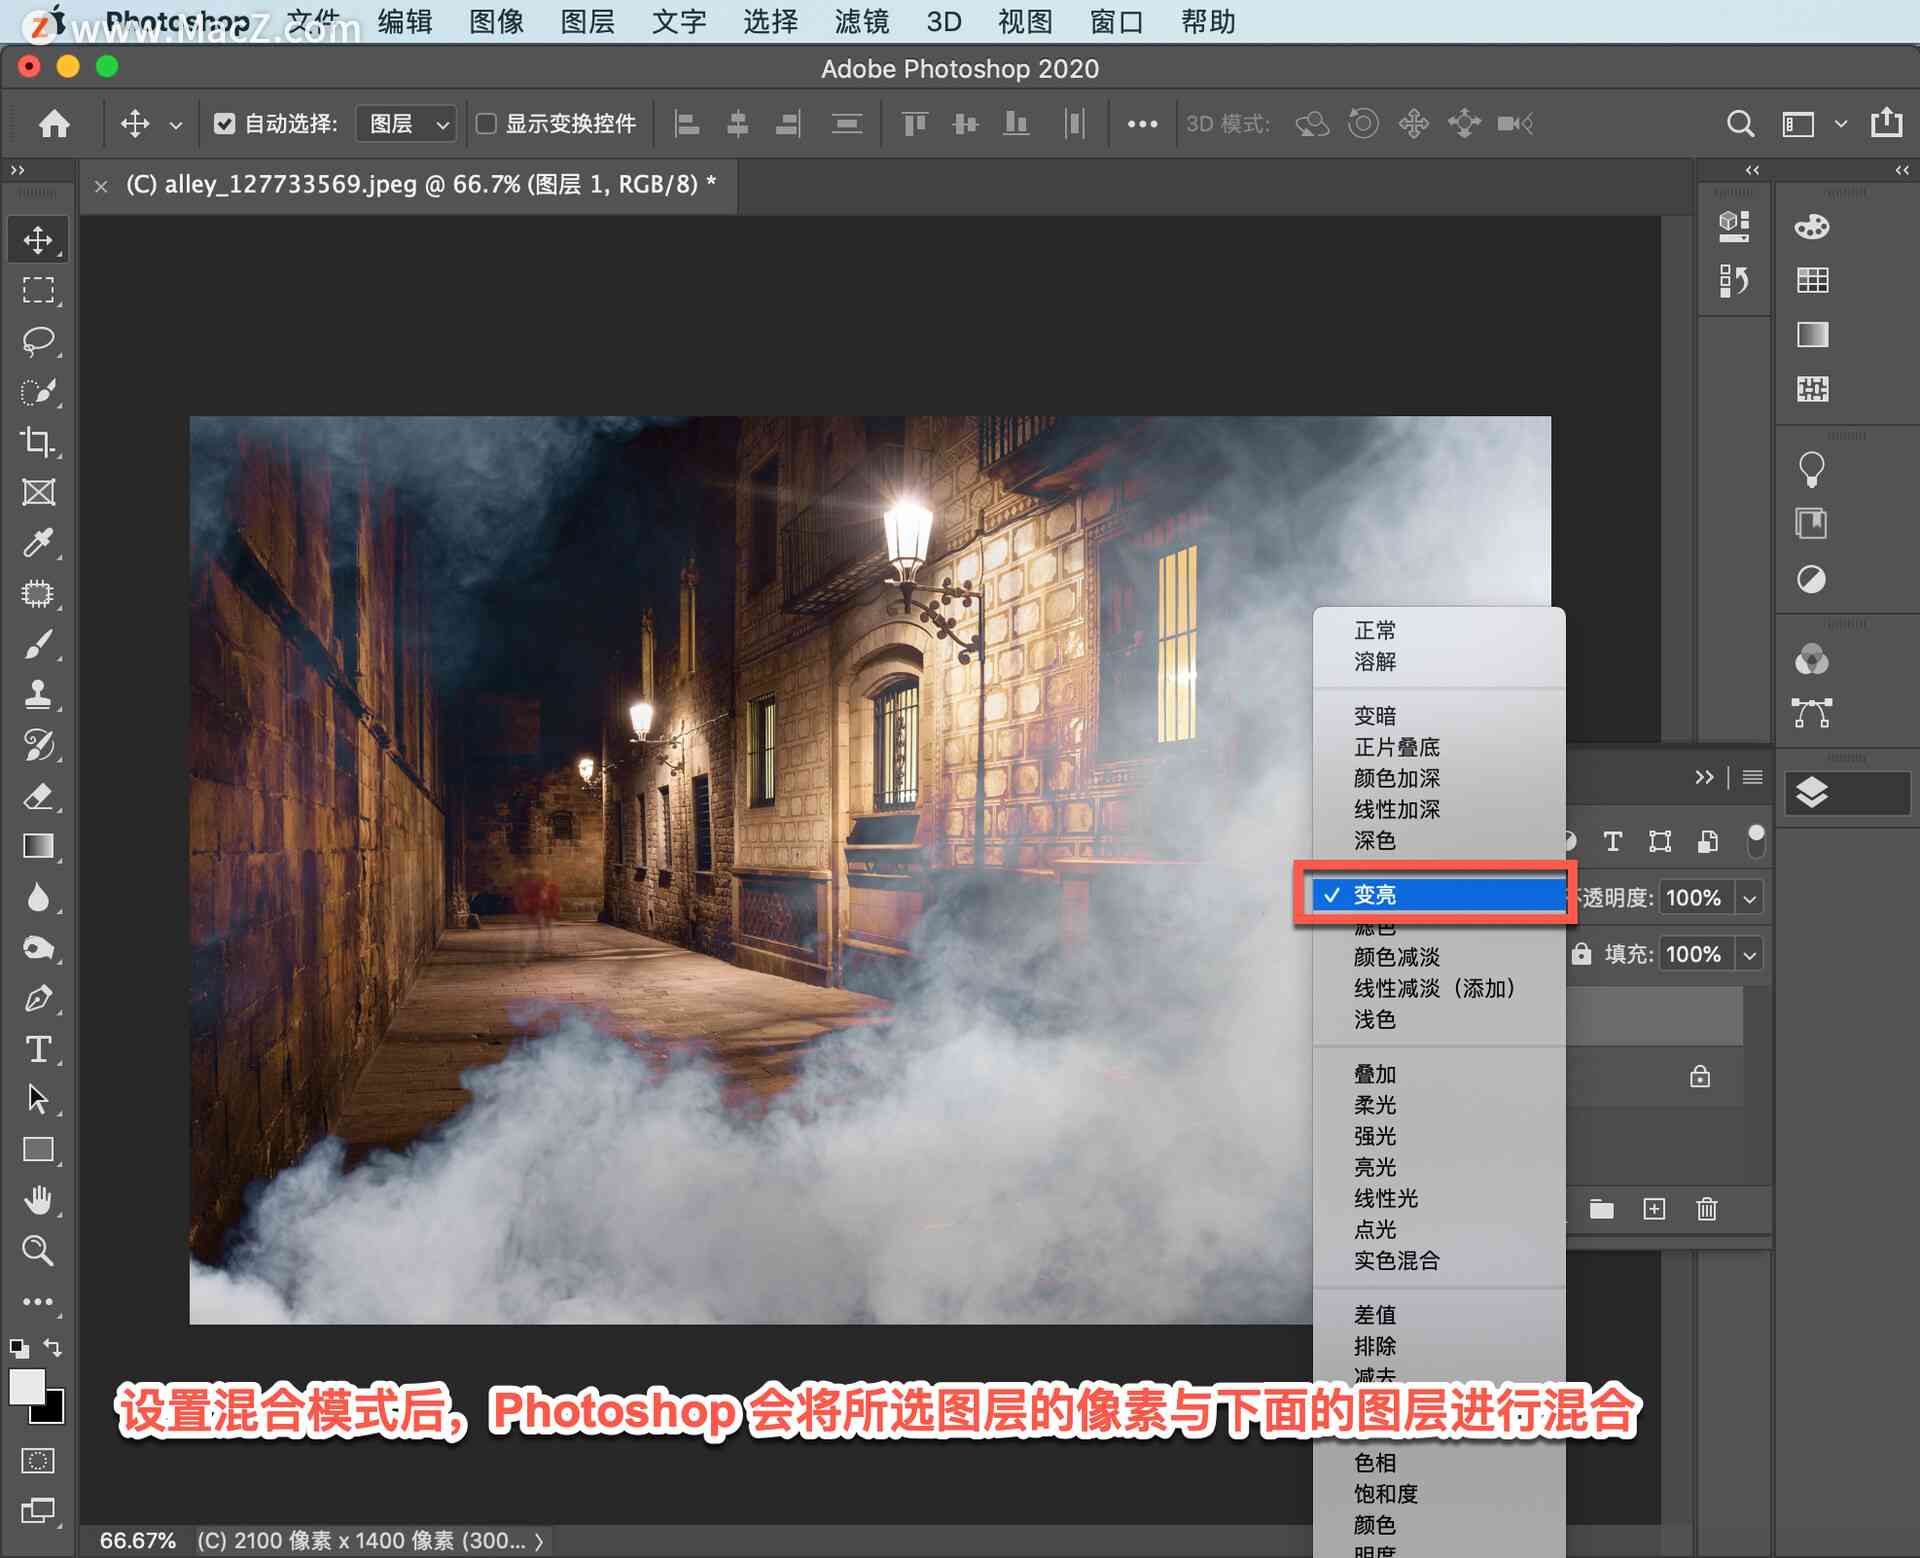 Photoshop 文件 编辑 图像 图层 文字 选择 滤镜 3D 视图 窗口 帮助
www.MacZ.com
Adobe Photoshop 2020
自动选择: 图层 显示变换控件 3D 模式:
(C) alley_127733569.jpeg @ 66.7% (图层 1, RGB/8) *
正常
溶解
变暗
正片叠底
颜色加深
线性加深
深色
变亮
不透明度: 100%
滤色
填充: 100%
颜色减淡
线性减淡（添加）
浅色
叠加
柔光
强光
亮光
线性光
点光
实色混合
差值
排除
减去
设置混合模式后，Photoshop 会将所选图层的像素与下面的图层进行混合
色相
饱和度
颜色
明度
66.67% (C) 2100 像素 x 1400 像素 (300...